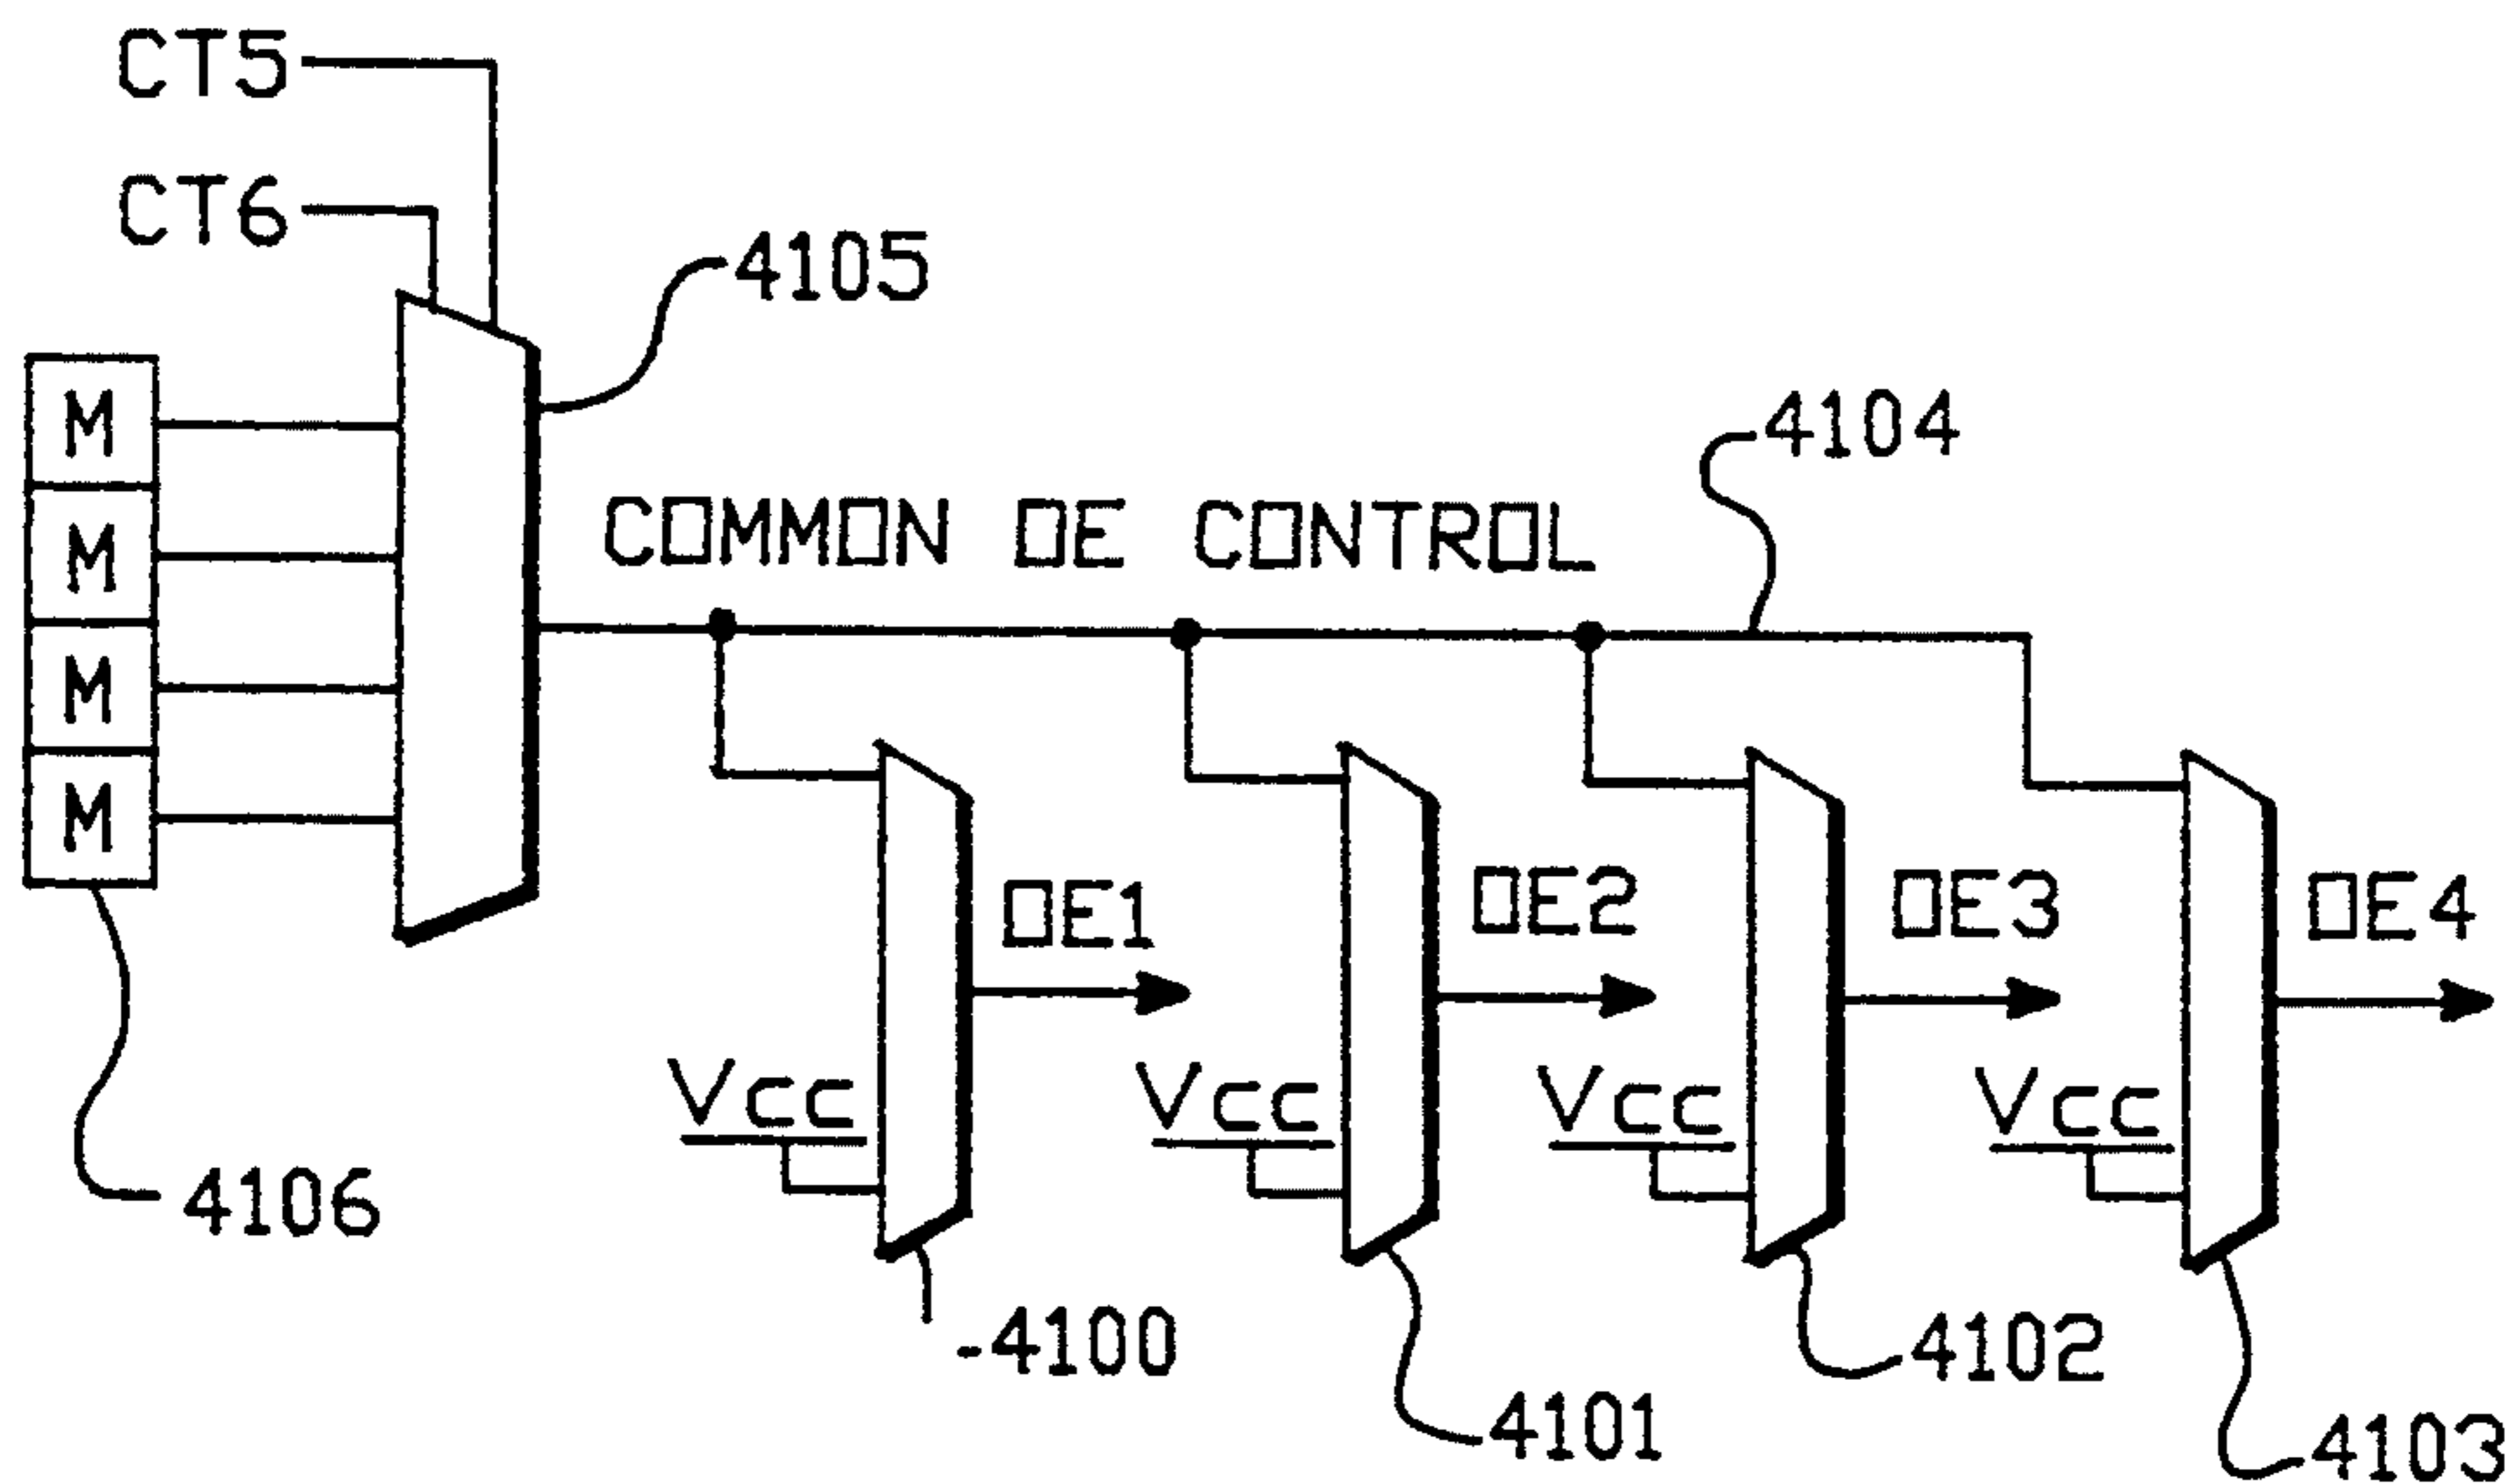 CT5
CT6
4105
M
4104
COMMON OE CONTROL
M
M
M
OE1
OE2
OE3
OE4
Vcc
Vcc
Vcc
Vcc
4106
-4100
4102
4101
4103